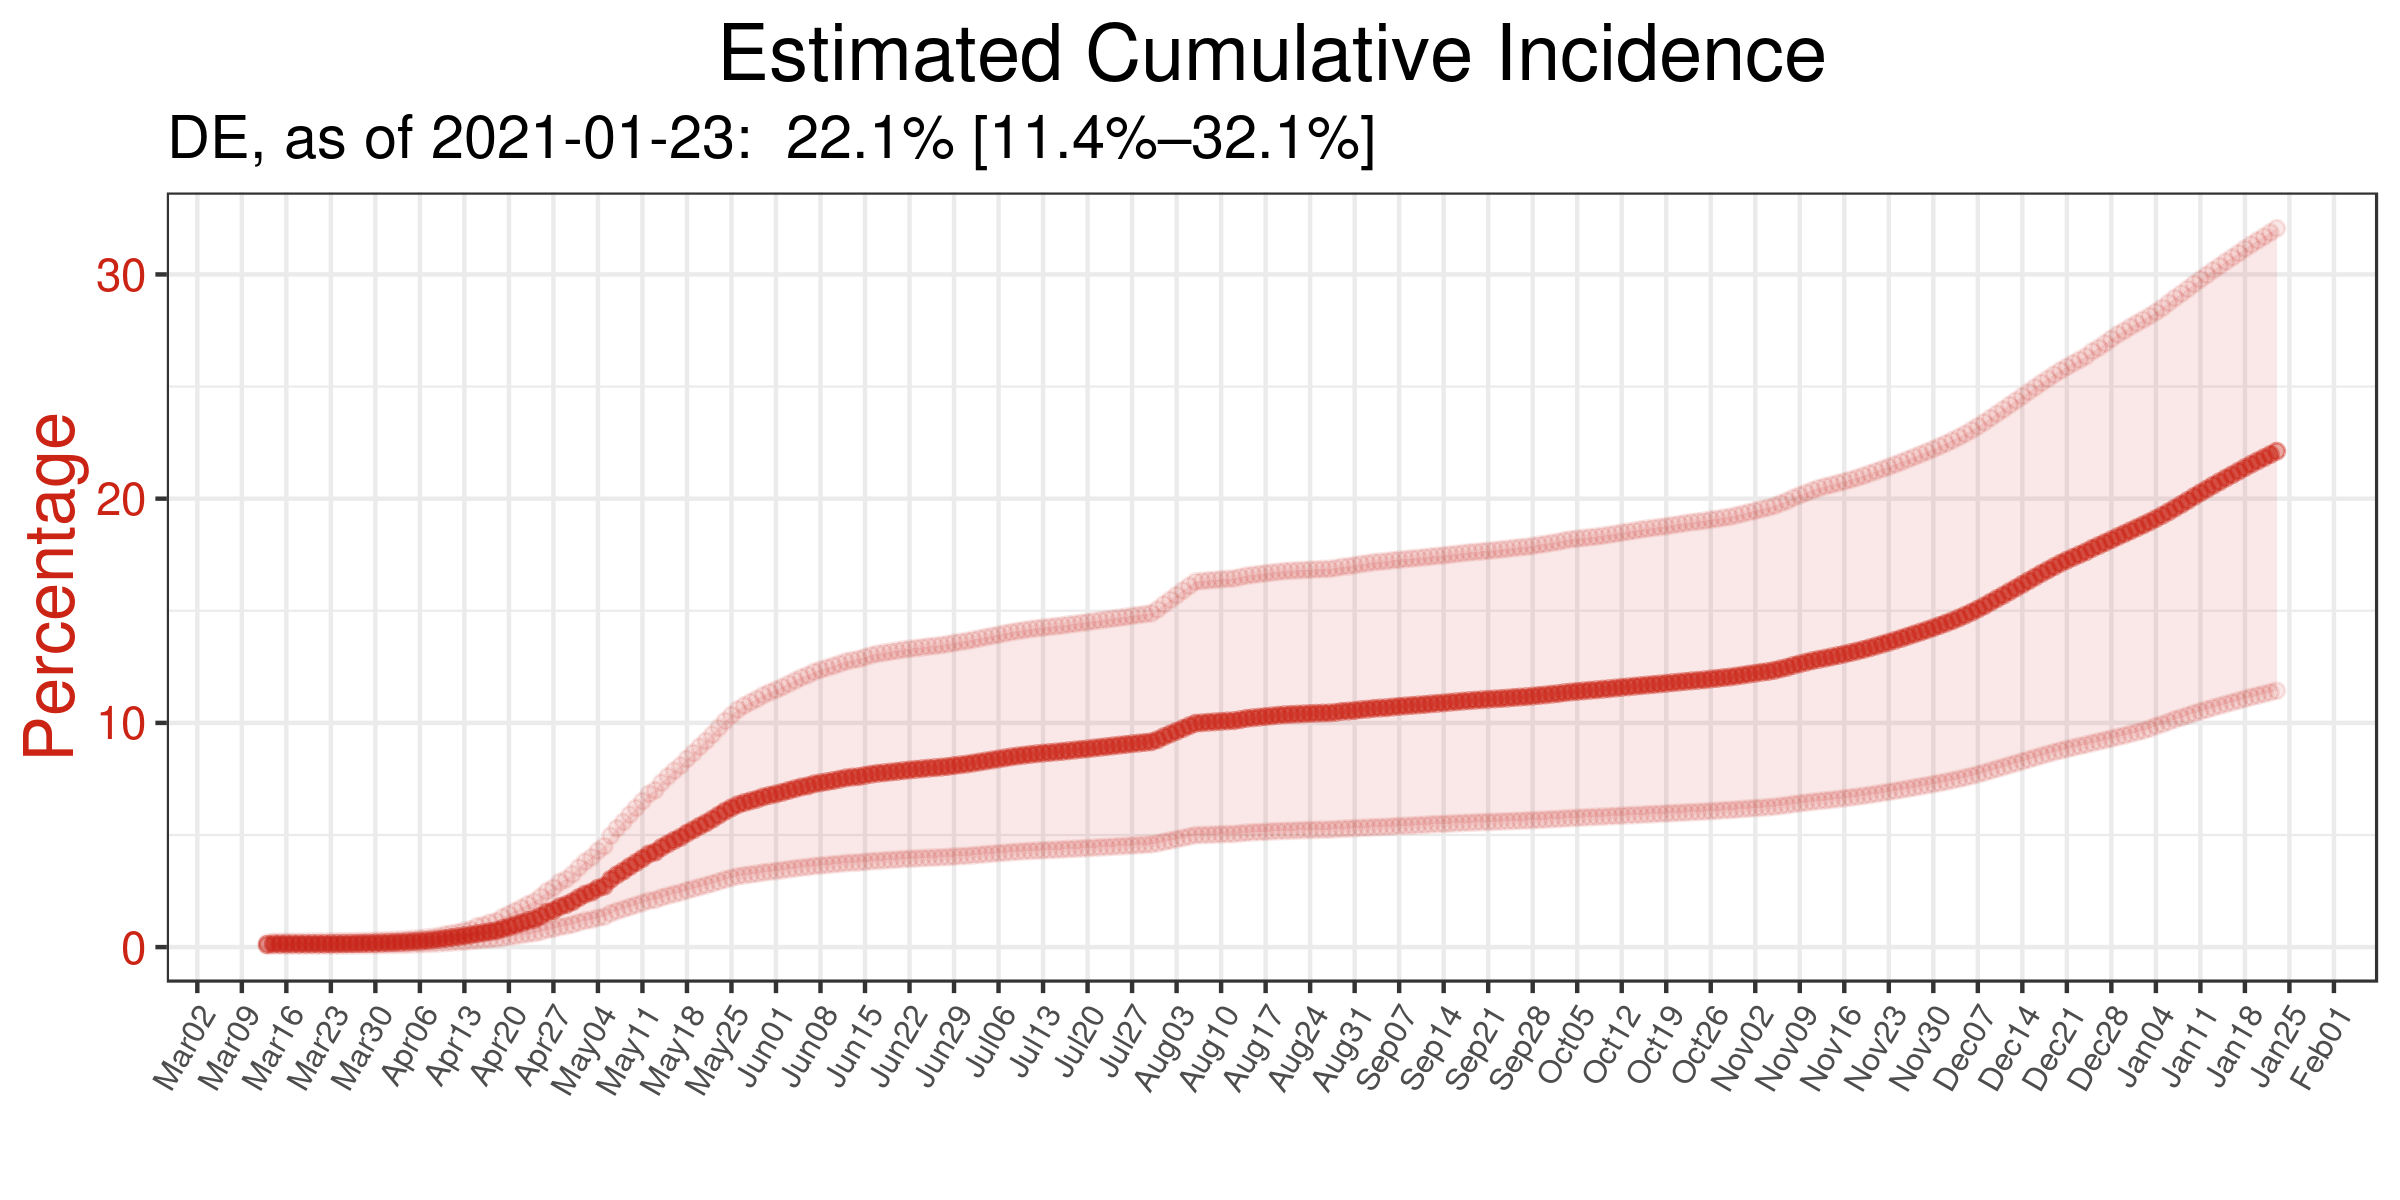 Estimated Cumulative Incidence
DE, as of 2021-01-23:  22.1% [11.4%–32.1%]
Percentage
30
20
10
0
Mar02
Mar09
Mar16
Mar23
Mar30
Apr06
Apr13
Apr20
Apr27
May04
May11
May18
May25
Jun01
Jun08
Jun15
Jun22
Jun29
Jul06
Jul13
Jul20
Jul27
Aug03
Aug10
Aug17
Aug24
Aug31
Sep07
Sep14
Sep21
Sep28
Oct05
Oct12
Oct19
Oct26
Nov02
Nov09
Nov16
Nov23
Nov30
Dec07
Dec14
Dec21
Dec28
Jan04
Jan11
Jan18
Jan25
Feb01